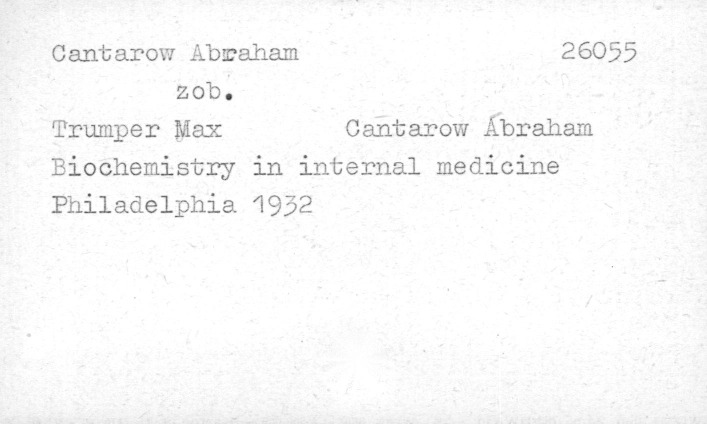 Cantarow Abraham 26055
zob.
Trumper Max Cantarow Abraham
Biochemistry in internal medicine
Philadelphia 1932